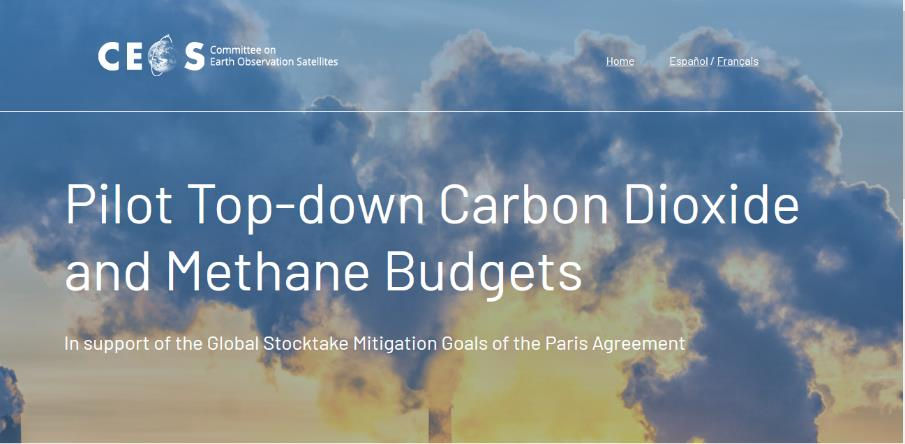 CEOS Committee on
Earth Observation Satellites
Home Español / Français
Pilot Top-down Carbon Dioxide
and Methane Budgets
In support of the Global Stocktake Mitigation Goals of the Paris Agreement